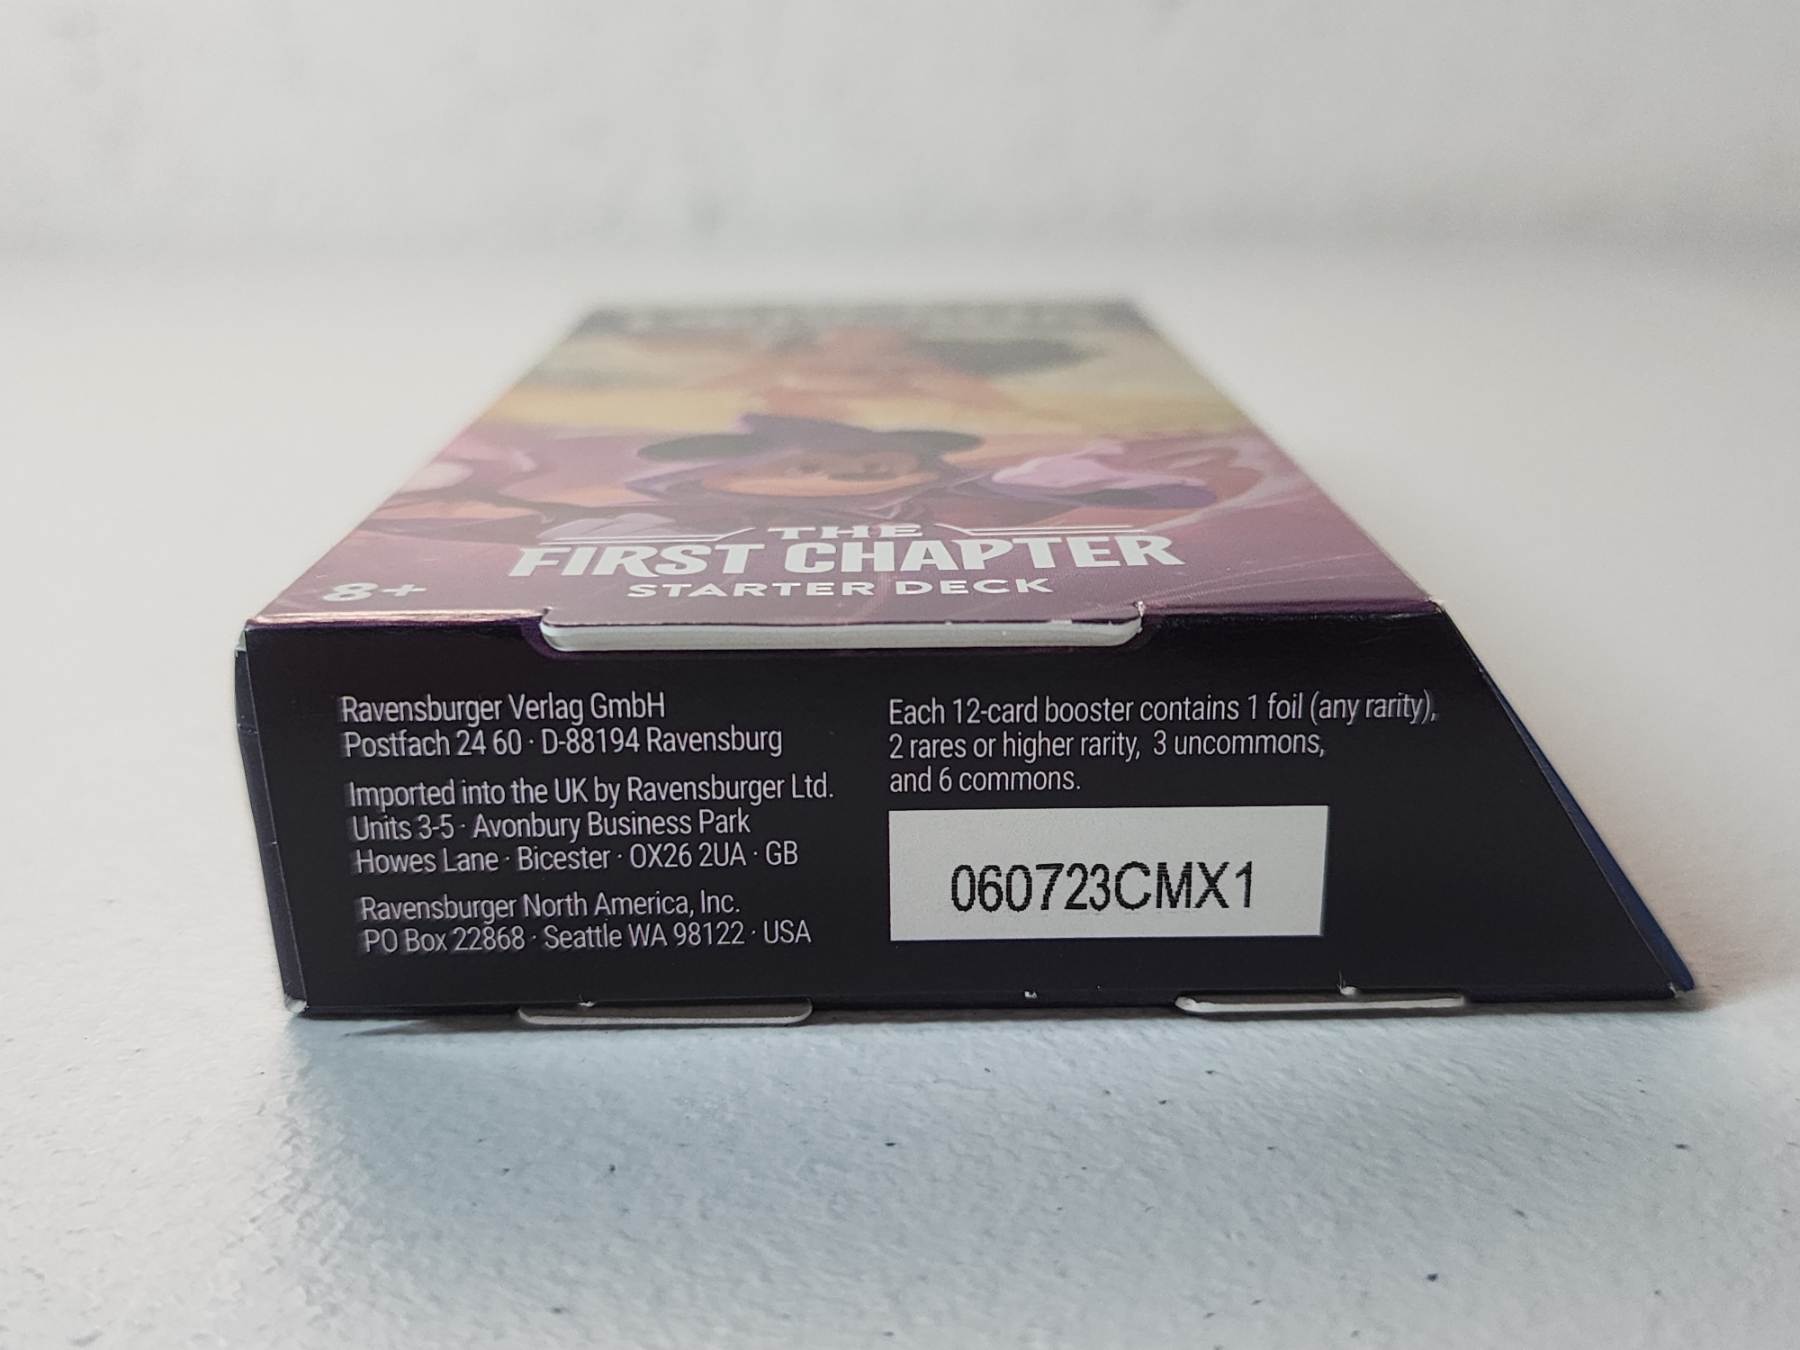 THE
FIRST CHAPTER
STARTER DECK
8+
Ravensburger Verlag GmbH
Postfach 24 60 · D-88194 Ravensburg
Imported into the UK by Ravensburger Ltd.
Units 3-5 · Avonbury Business Park
Howes Lane · Bicester · OX26 2UA · GB
Ravensburger North America, Inc.
PO Box 22868 · Seattle WA 98122 · USA
Each 12-card booster contains 1 foil (any rarity),
2 rares or higher rarity, 3 uncommons,
and 6 commons.
060723CMX1